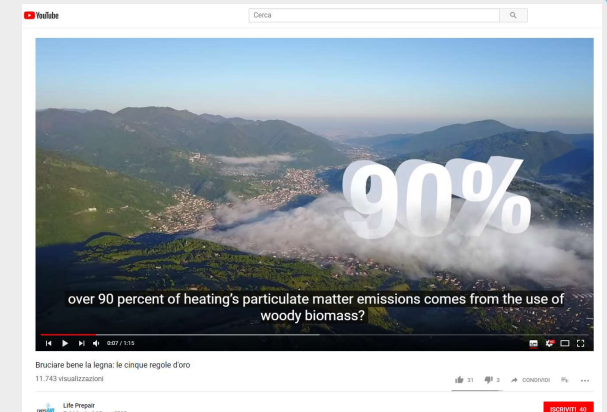 YouTube
Cerca
90%
over 90 percent of heating's particulate matter emissions comes from the use of
woody biomass?
0:07 / 1:15
Bruciare bene la legna: le cinque regole d'oro
11.743 visualizzazioni
31
2
CONDIVIDI
Life Prepair
ISCRIVITI 40